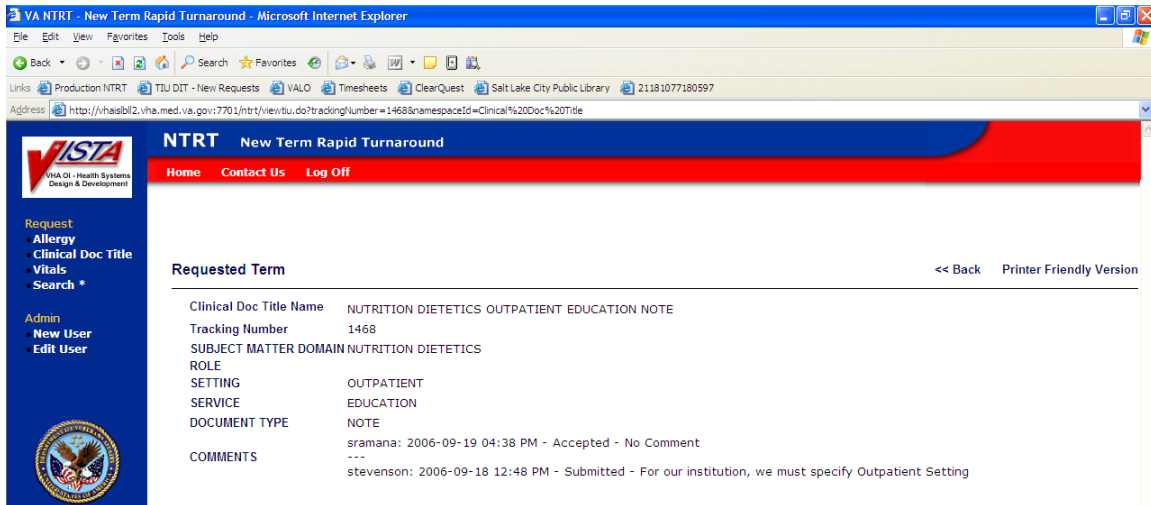 VA NTRT - New Term Rapid Turnaround - Microsoft Internet Explorer
File Edit View Favorites Tools Help
Back Search Favorites
Links Production NTRT TIU DIT - New Requests VALO Timesheets ClearQuest Salt Lake City Public Library 21181077180597
Address http://vhaislbll2.vha.med.va.gov:7701/ntrt/viewtiu.do?trackingNumber=1468&namespaceId=Clinical%20Doc%20Title
VISTA
VHA OI - Health Systems
Design & Development
NTRT New Term Rapid Turnaround
Home Contact Us Log Off
Request
Allergy
Clinical Doc Title
Vitals
Search *
Admin
New User
Edit User
Requested Term << Back Printer Friendly Version
Clinical Doc Title Name NUTRITION DIETETICS OUTPATIENT EDUCATION NOTE
Tracking Number 1468
SUBJECT MATTER DOMAIN NUTRITION DIETETICS
ROLE
SETTING OUTPATIENT
SERVICE EDUCATION
DOCUMENT TYPE NOTE
COMMENTS sramana: 2006-09-19 04:38 PM - Accepted - No Comment
---
stevenson: 2006-09-18 12:48 PM - Submitted - For our institution, we must specify Outpatient Setting